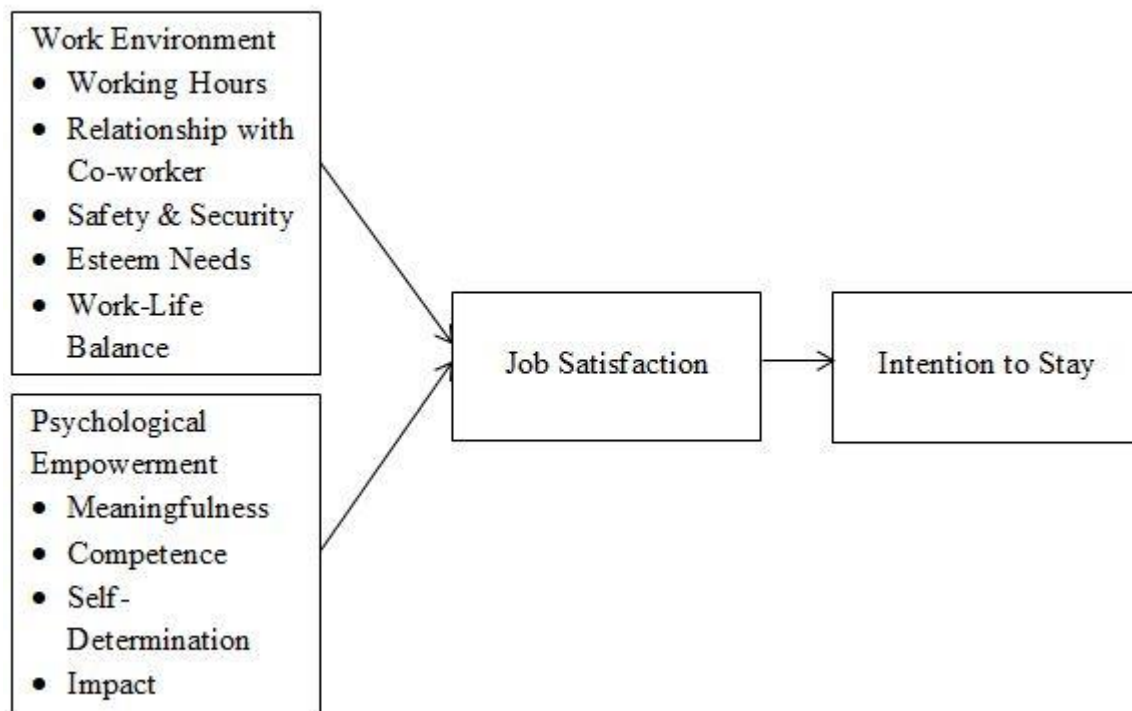 Work Environment
• Working Hours
• Relationship with
Co-worker
• Safety & Security
• Esteem Needs
• Work-Life
Balance
Job Satisfaction
Intention to Stay
Psychological
Empowerment
• Meaningfulness
• Competence
• Self-
Determination
• Impact